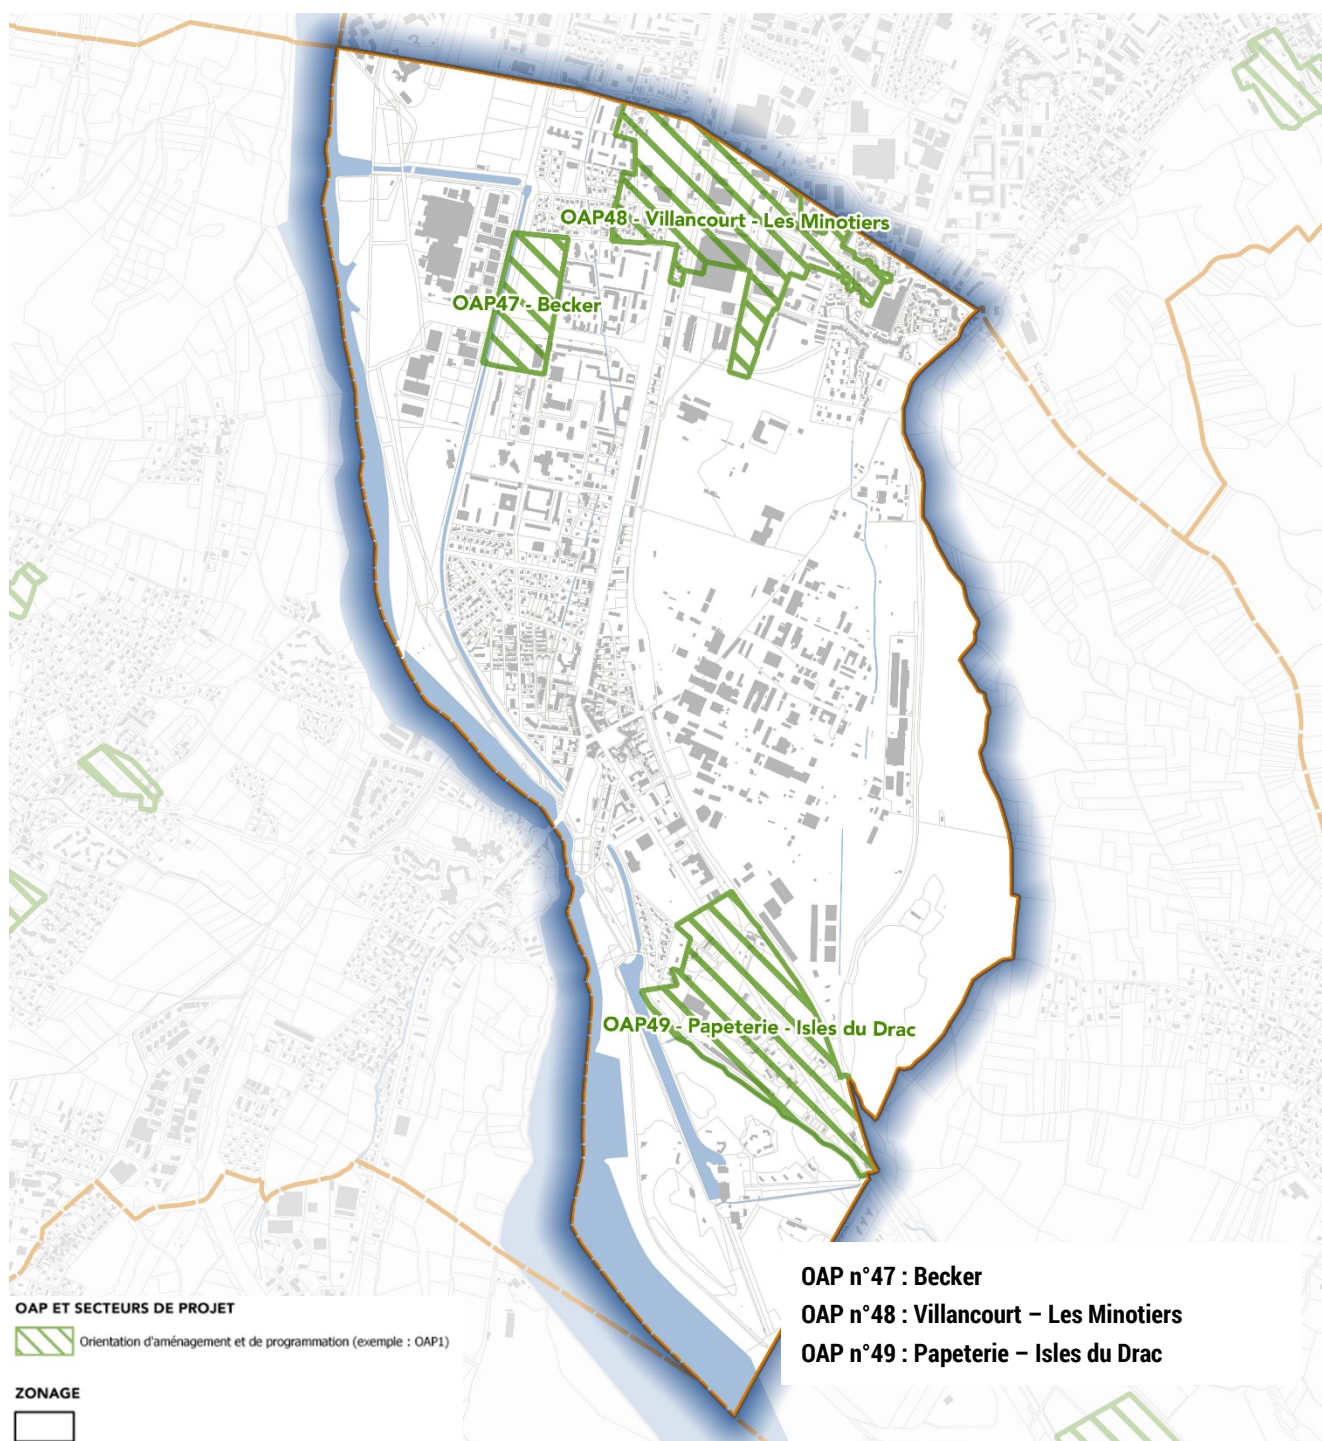 OAP48 - Villancourt - Les Minotiers
OAP47 - Becker
OAP49 - Papeterie - Isles du Drac
OAP n°47 : Becker
OAP n°48 : Villancourt – Les Minotiers
OAP n°49 : Papeterie – Isles du Drac
OAP ET SECTEURS DE PROJET
Orientation d'aménagement et de programmation (exemple : OAP1)
ZONAGE